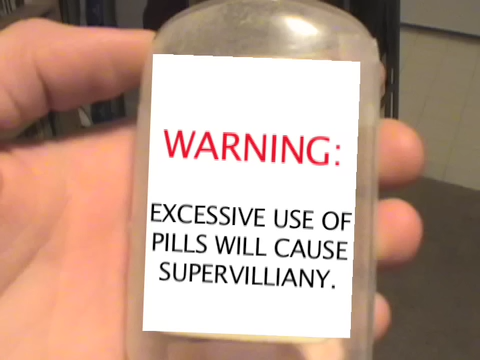 WARNING:
EXCESSIVE USE OF
PILLS WILL CAUSE
SUPERVILLIANY.